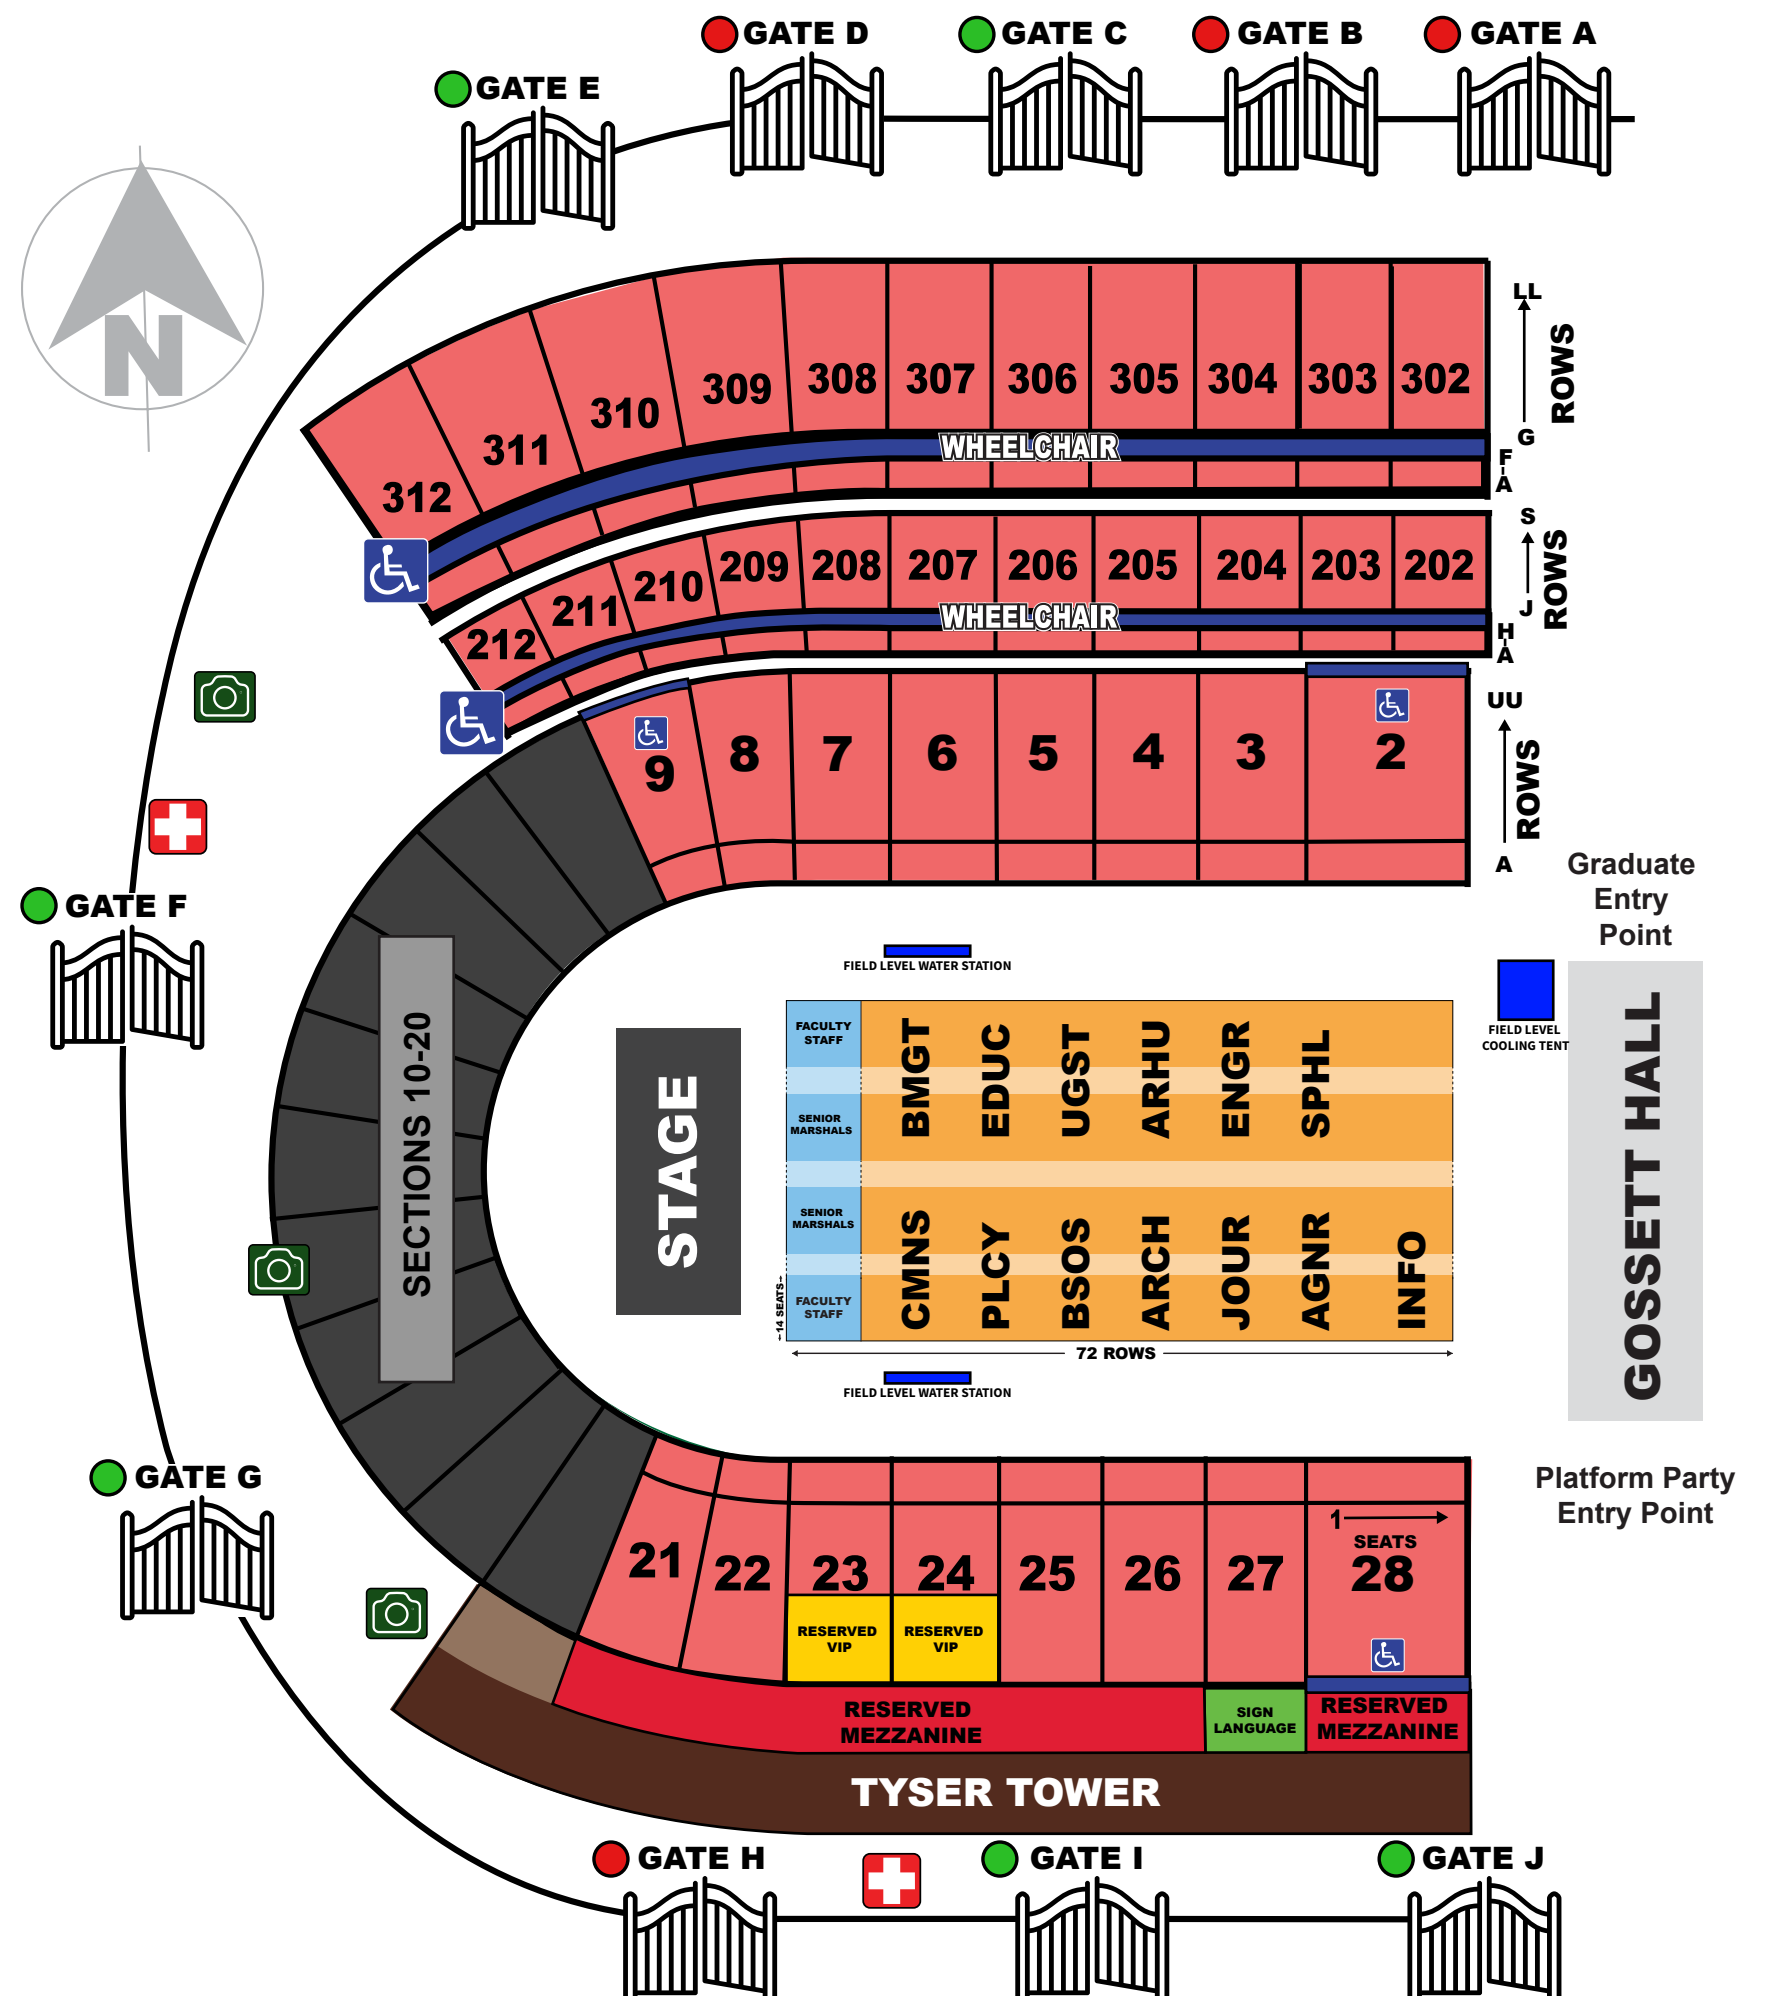 GATE D
GATE C
GATE B
GATE A
GATE E
N
LL
ROWS
G
308
307
306
305
304
303
302
309
310
311
312
WHEELCHAIR
F-A
S
ROWS
J
208
207
206
205
204
203
202
209
210
211
212
WHEELCHAIR
H-A
UU
ROWS
A
9
8
7
6
5
4
3
2
Graduate
Entry
Point
GATE F
FIELD LEVEL WATER STATION
SECTIONS 10-20
STAGE
FACULTY
STAFF
SENIOR
MARSHALS
SENIOR
MARSHALS
FACULTY
STAFF
BMGT
EDUC
UGST
ARHU
ENGR
SPHL
CMNS
PLCY
BSOS
ARCH
JOUR
AGNR
INFO
14 SEATS
72 ROWS
FIELD LEVEL
COOLING TENT
GOSSETT HALL
FIELD LEVEL WATER STATION
GATE G
Platform Party
Entry Point
1
SEATS
21
22
23
24
25
26
27
28
RESERVED
VIP
RESERVED
VIP
RESERVED
MEZZANINE
SIGN
LANGUAGE
RESERVED
MEZZANINE
TYSER TOWER
GATE H
GATE I
GATE J